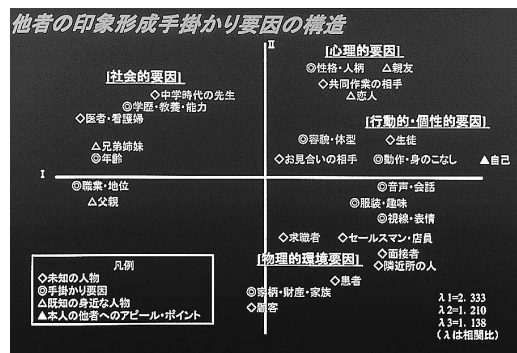 他者の印象形成手掛かり要因の構造
II
[心理的要因]
◎性格・人柄 △親友
[社会的要因]
◇共同作業の相手
◇中学時代の先生
△恋人
◎学歴・教養・能力
◇医者・看護婦
[行動的・個性的要因]
◎容貌・体型 ◇生徒
△兄弟姉妹
◎年齢
◇お見合いの相手 ◎動作・身のこなし ▲自己
I
◎職業・地位
◎音声・会話
△父親
◎服装・趣味
◎視線・表情
◇求職者 ◇セールスマン・店員
[物理的環境要因]
◇面接者
◇隣近所の人
◇患者
◎家柄・財産・家族
◇顧客
凡例
◇未知の人物
◎手掛かり要因
△既知の身近な人物
▲本人の他者へのアピール・ポイント
λ1=2. 333
λ2=1. 210
λ3=1. 138
(λは相関比)